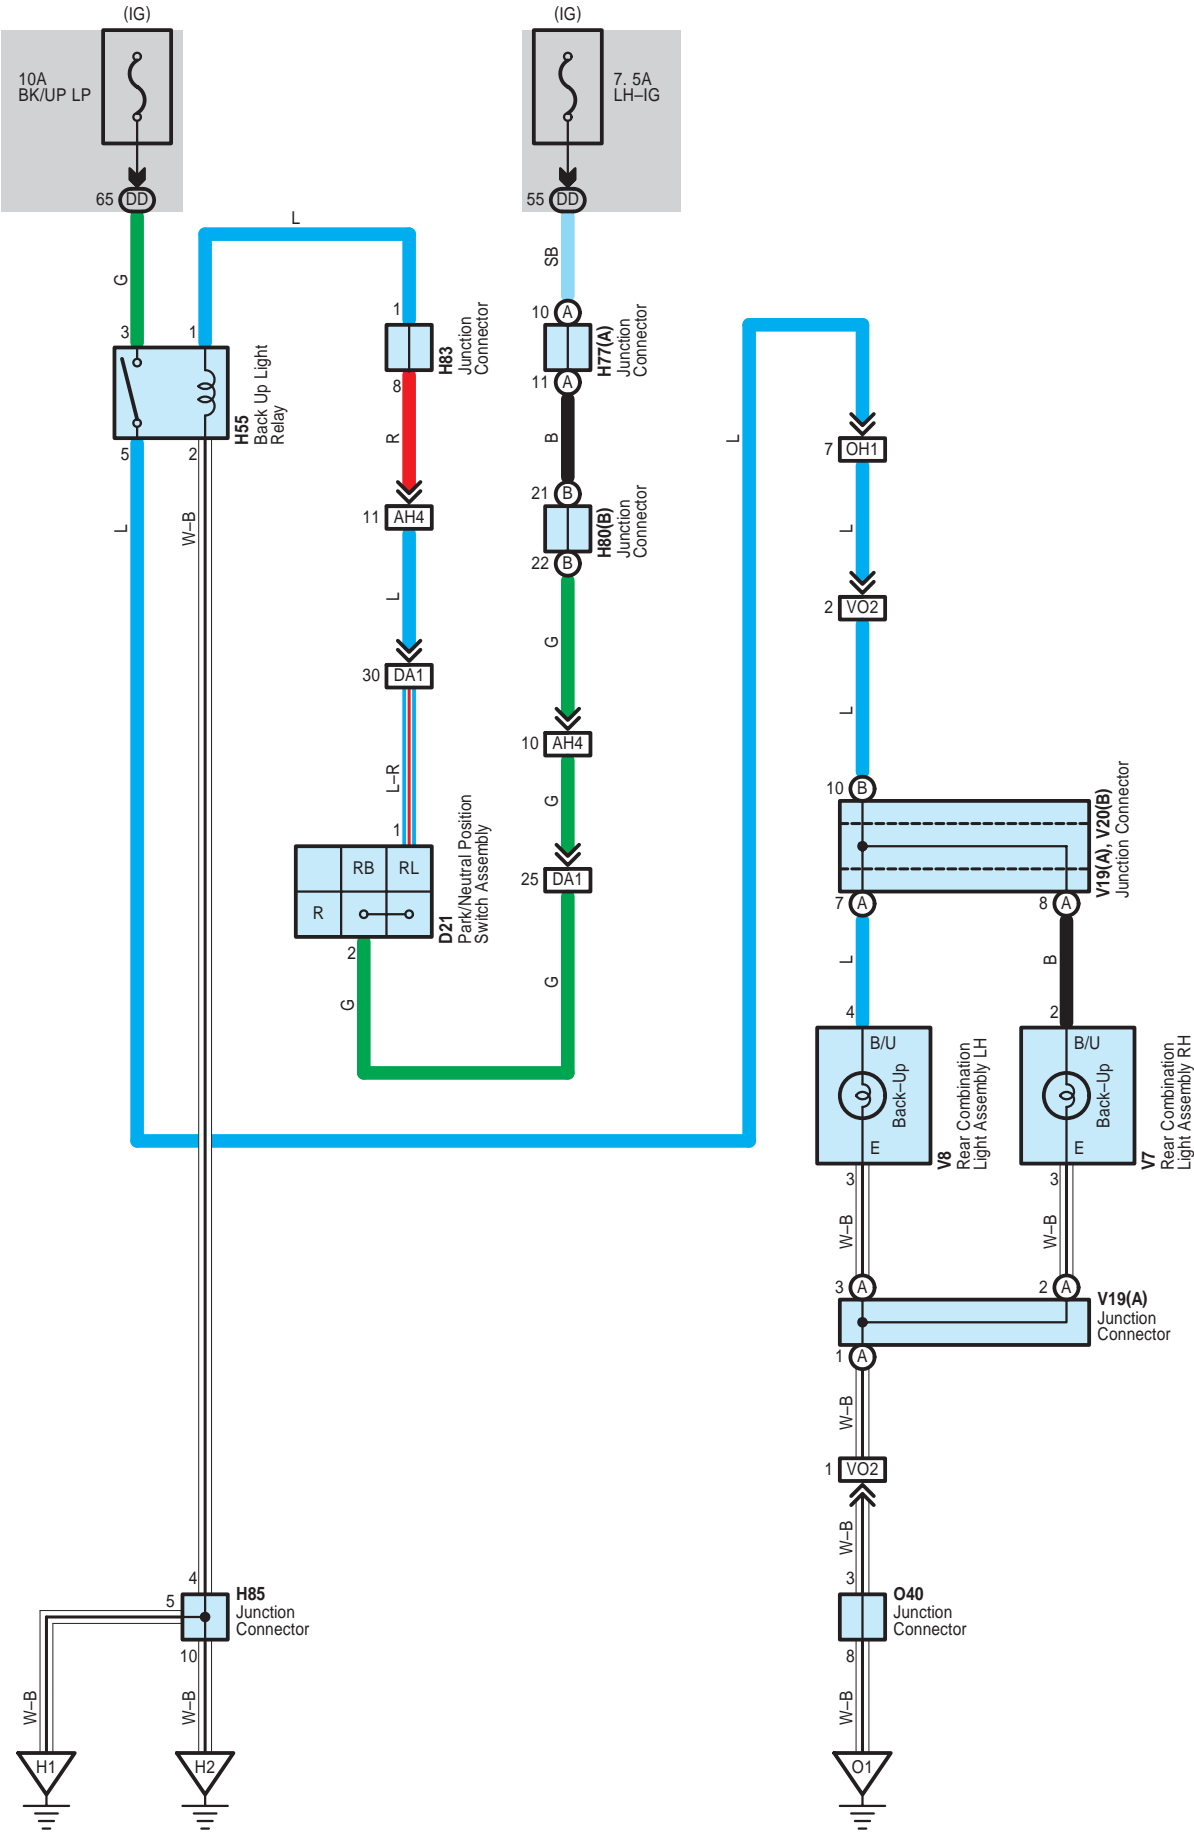 (IG)
(IG)
10A
BK/UP LP
7. 5A
LH–IG
65 DD
55 DD
L
G
SB
3
1
1
10 A
H83
Junction
Connector
H77(A)
Junction
Connector
8
11 A
H55
Back Up Light
Relay
5
2
R
B
L
7 OH1
21 B
11 AH4
H80(B)
Junction
Connector
L
W–B
L
22 B
L
2 VO2
G
30 DA1
L
10 AH4
L–R
10 B
G
V19(A), V20(B)
Junction Connector
1
RB
RL
R
D21
Park/Neutral Position
Switch Assembly
25 DA1
7 A
8 A
2
G
G
L
B
4
2
B/U
Back–Up
E
V8
Rear Combination
Light Assembly LH
B/U
Back–Up
E
V7
Rear Combination
Light Assembly RH
3
3
W–B
W–B
3 A
2 A
V19(A)
Junction
Connector
1 A
W–B
1 VO2
W–B
4
5
H85
Junction
Connector
10
3
O40
Junction
Connector
8
W–B
W–B
W–B
H1
H2
O1